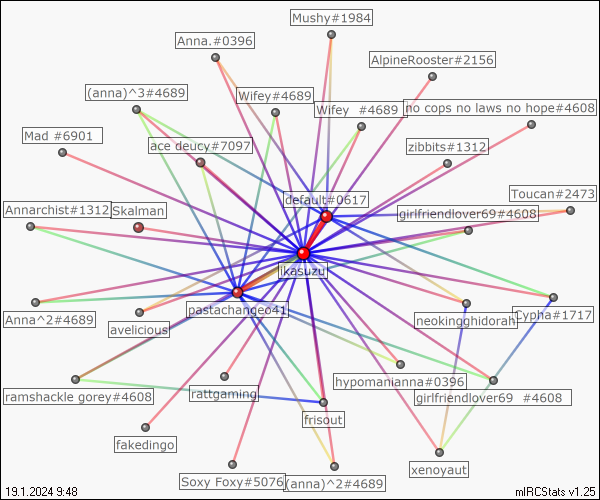 Mushy#1984
Anna.#0396
AlpineRooster#2156
(anna)^3#4689
Wifey#4689
Wifey #4689
no cops no laws no hope#4608
Mad #6901
ace deucy#7097
zibbits#1312
default#0617
Toucan#2473
Annarchist#1312
Skalman
girlfriendlover69#4608
ikasuzu
Anna^2#4689
avelicious
pastachange041
neokingghidorah
Cypha#1717
hypomanianna#0396
ramshackle gorey#4608
rattgaming
girlfriendlover69 #4608
frisout
fakedingo
xenoyaut
Soxy Foxy#5076
(anna)^2#4689
19.1.2024 9:48
mIRCStats v1.25